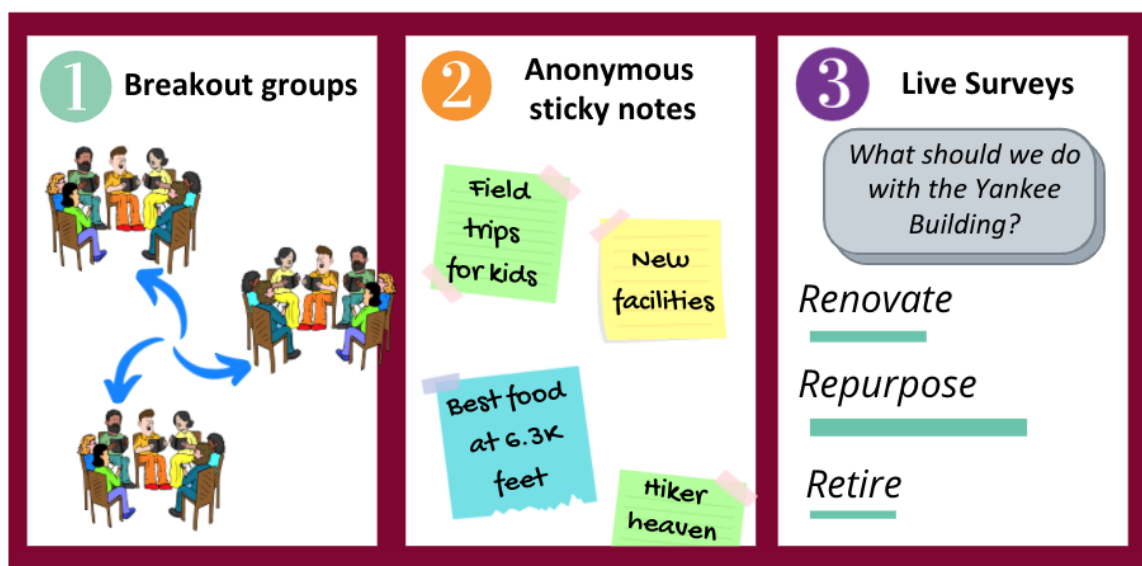 1 Breakout groups
2 Anonymous
sticky notes
Field
trips
for kids
New
facilities
Best food
at 6.3K
feet
Hiker
heaven
3 Live Surveys
What should we do
with the Yankee
Building?
Renovate
Repurpose
Retire